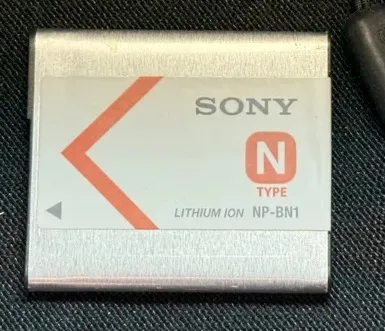 SONY
N
TYPE
LITHIUM ION NP-BN1